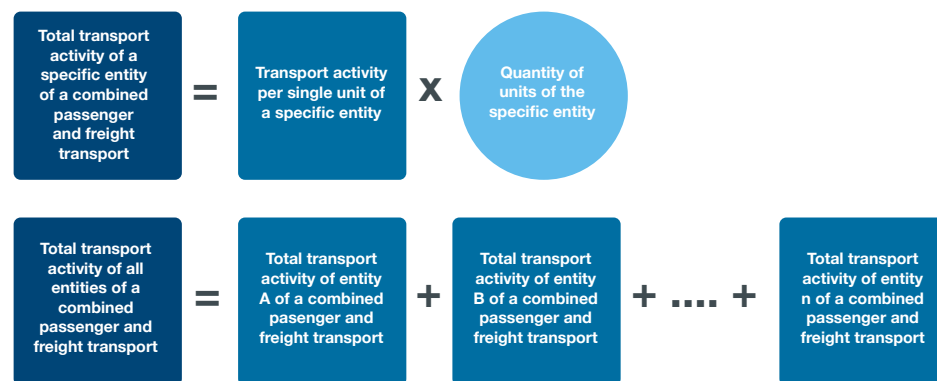 Total transport
activity of a
specific entity
of a combined
passenger
and freight
transport
=
Transport activity
per single unit of
a specific entity
x
Quantity of
units of the
specific entity
Total transport
activity of all
entities of a
combined
passenger and
freight transport
=
Total transport
activity of entity
A of a combined
pasenger and
freight transport
+
Total transport
activity of entity
B of a combined
passenger and
freight transport
+ .... +
Total transport
activity of entity
n of a combined
passenger and
freight transport